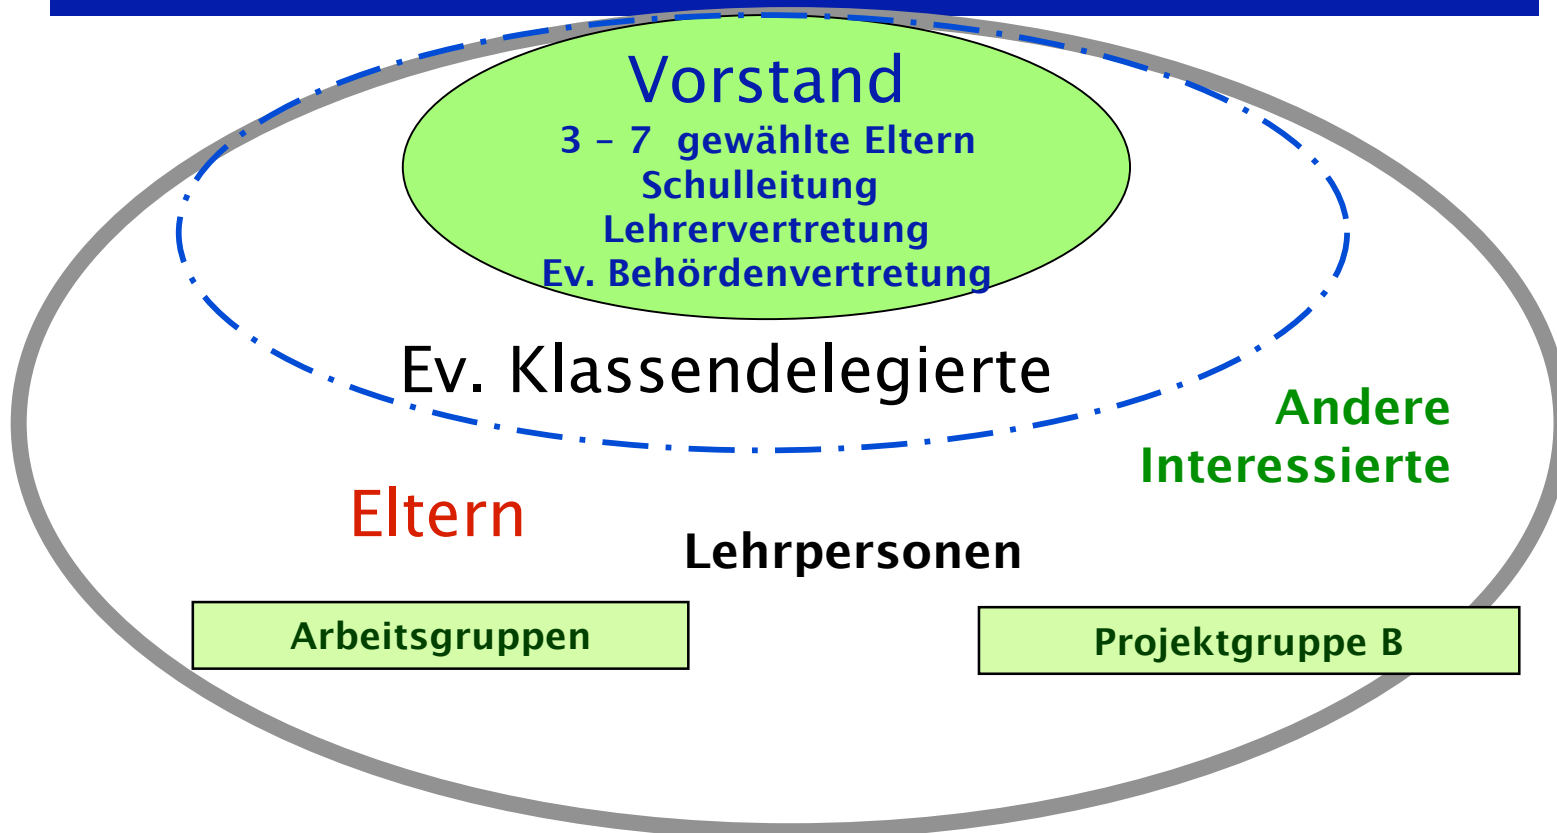 Vorstand
3 – 7 gewählte Eltern
Schulleitung
Lehrervertretung
Ev. Behördenvertretung
Ev. Klassendelegierte
Andere
Interessierte
Eltern
Lehrpersonen
Arbeitsgruppen
Projektgruppe B